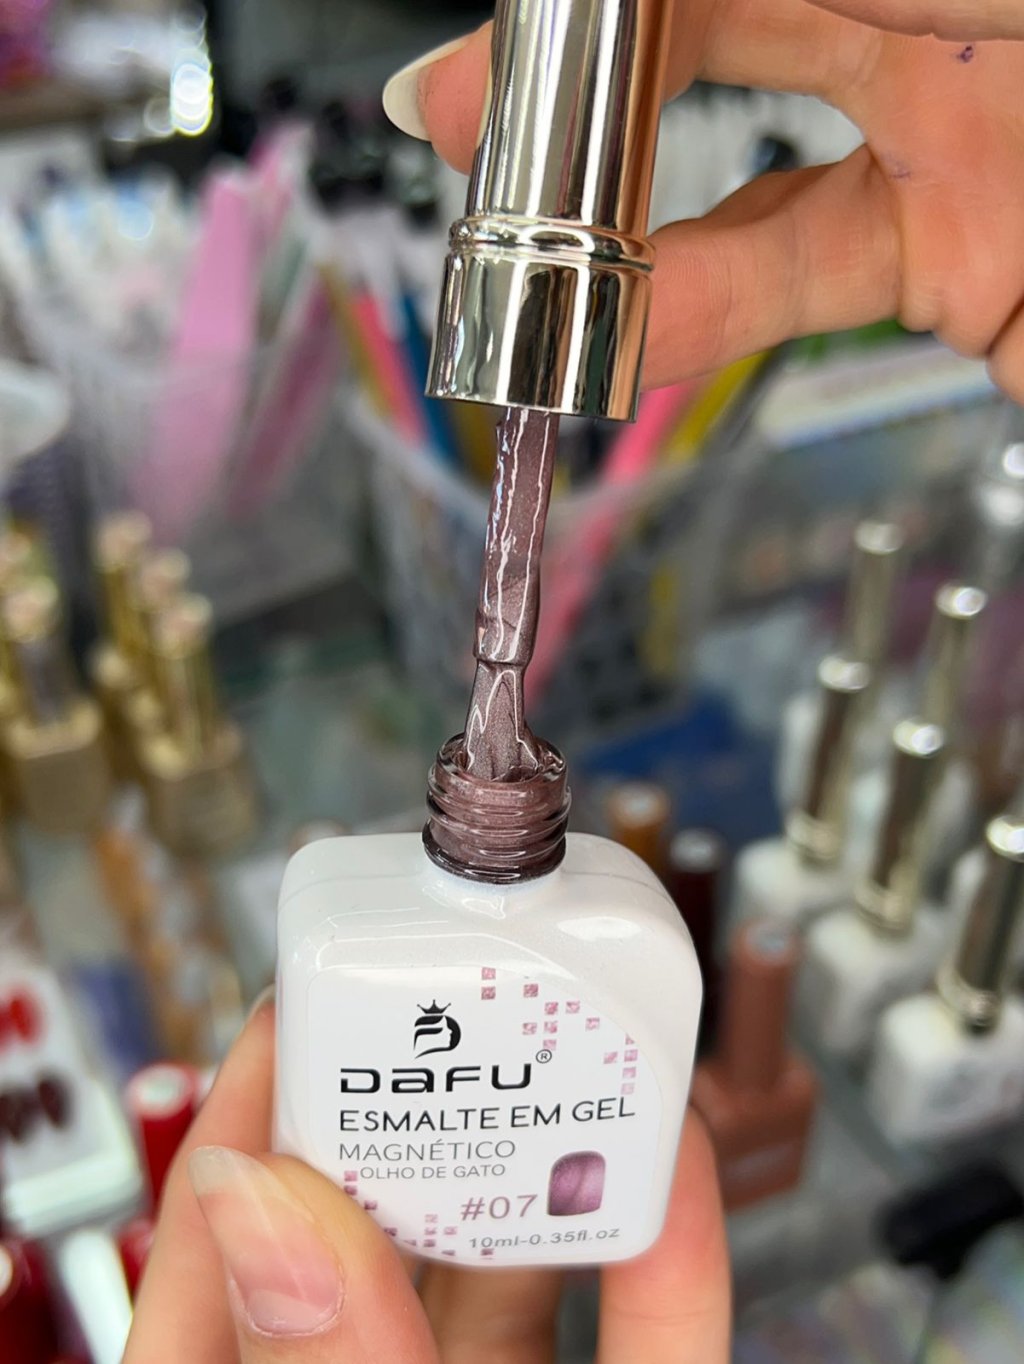 DAFU®
ESMALTE EM GEL
MAGNÉTICO
OLHO DE GATO
#07
10ml-0.35fl.oz